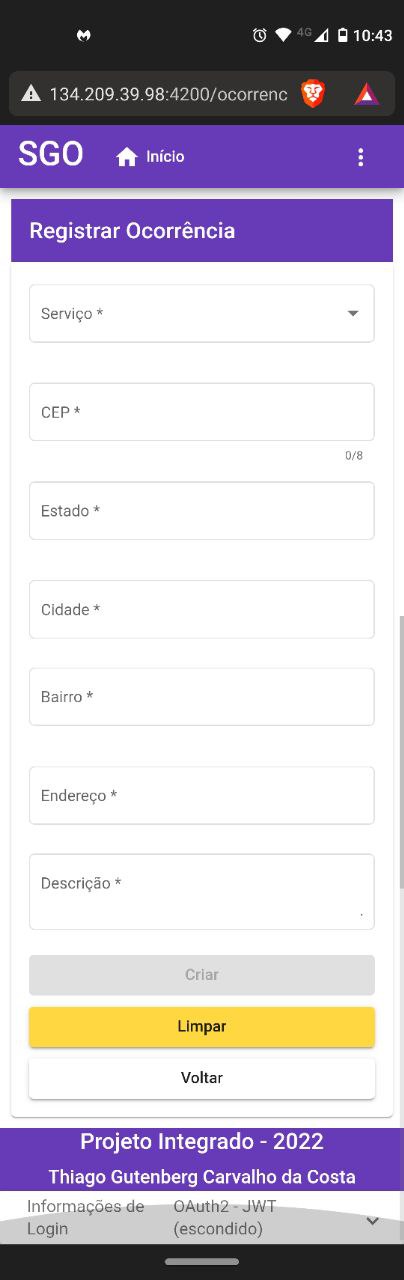 4G 10:43
134.209.39.98:4200/ocorrenc
SGO Início
Registrar Ocorrência
Serviço *
CEP *
0/8
Estado *
Cidade *
Bairro *
Endereço *
Descrição *
Criar
Limpar
Voltar
Projeto Integrado - 2022
Thiago Gutenberg Carvalho da Costa
Informações de Login
OAuth2 - JWT (escondido)